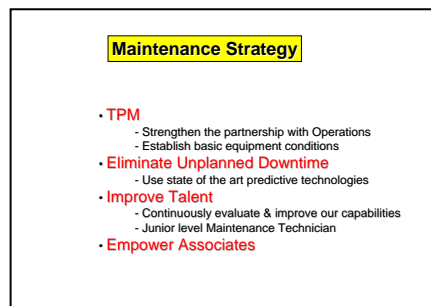 Maintenance Strategy
• TPM
- Strengthen the partnership with Operations
- Establish basic equipment conditions
• Eliminate Unplanned Downtime
- Use state of the art predictive technologies
• Improve Talent
- Continuously evaluate & improve our capabilities
- Junior level Maintenance Technician
• Empower Associates